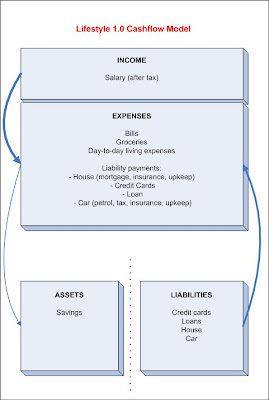 Lifestyle 1.0 Cashflow Model
INCOME
Salary (after tax)
EXPENSES
Bills
Groceries
Day-to-day living expenses
Liability payments:
- House (mortgage, insurance, upkeep)
- Credit Cards
- Loan
- Car (petrol, tax, insurance, upkeep)
ASSETS
Savings
LIABILITIES
Credit cards
Loans
House
Car